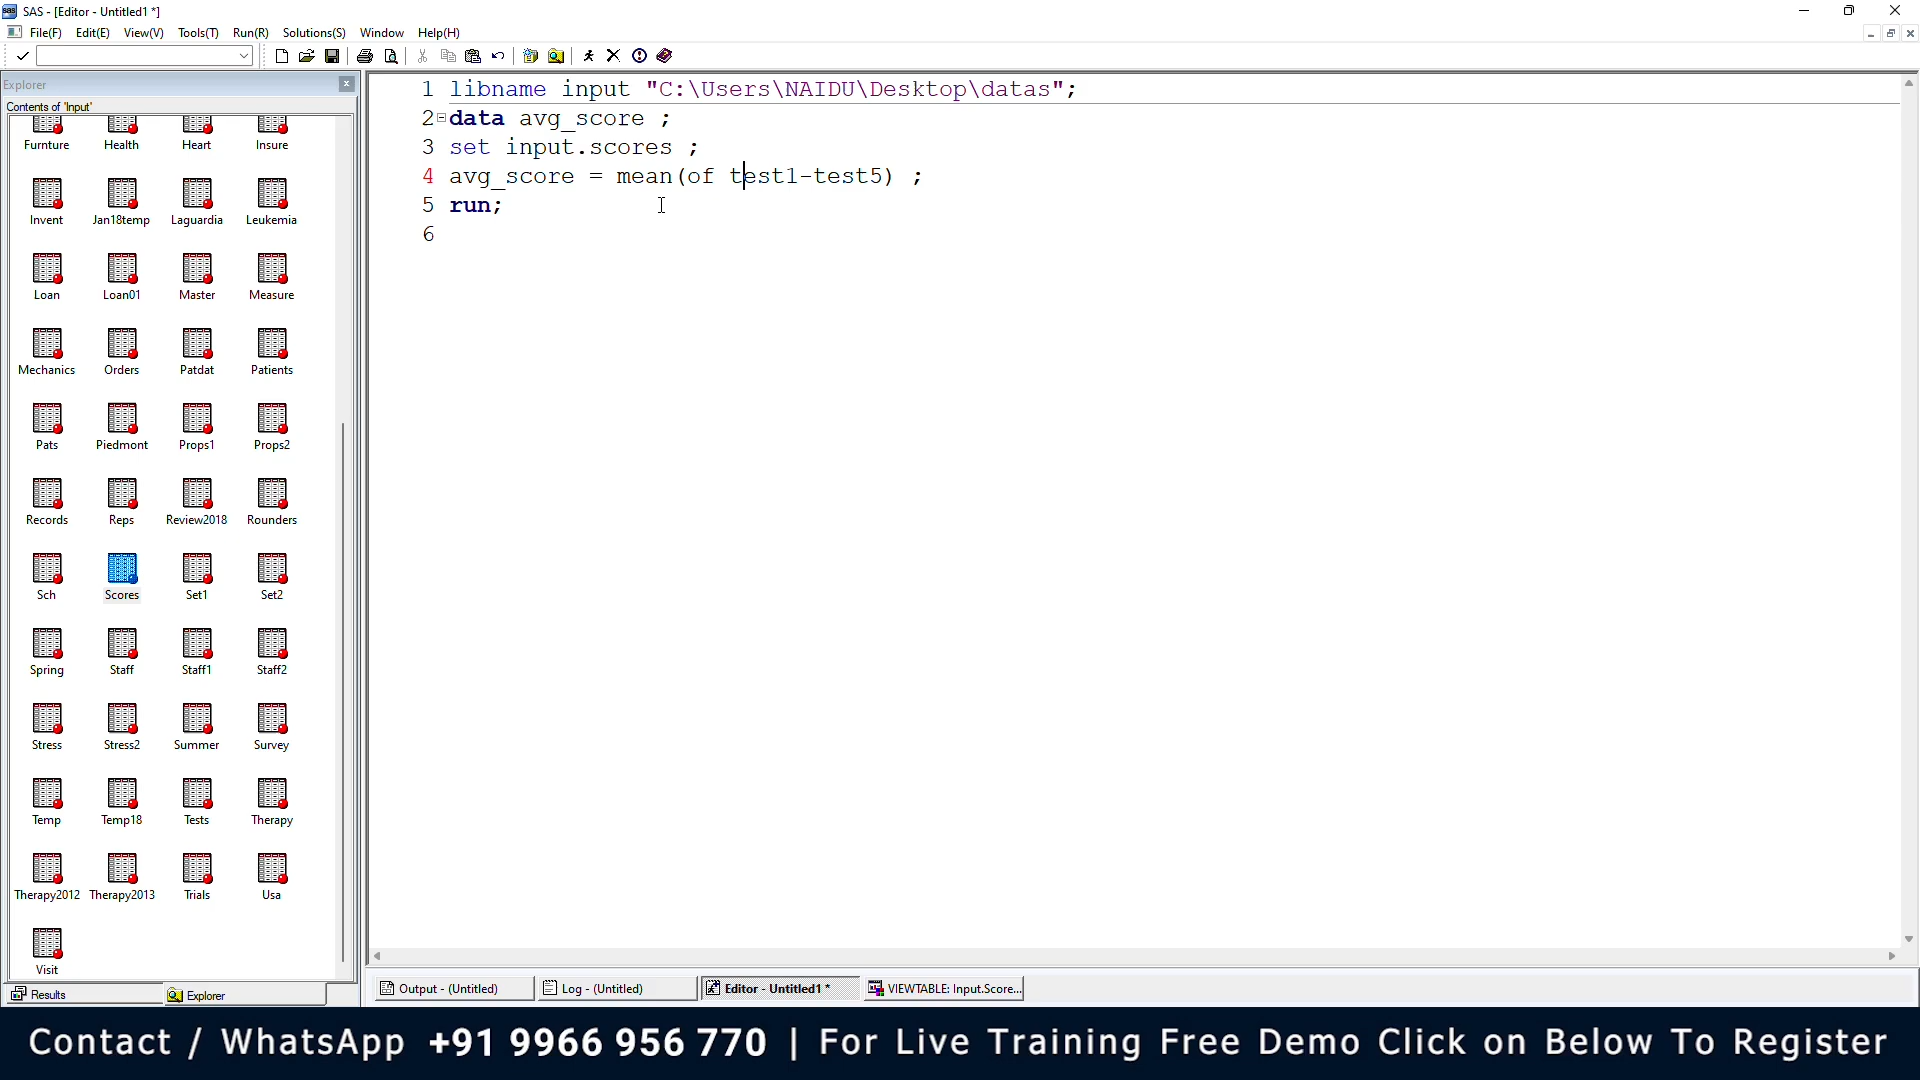 SAS - [Editor - Untitled1 *]
File(F) Edit(E) View(V) Tools(T) Run(R) Solutions(S) Window Help(H)
Explorer
Contents of 'Input'
Furnture Health Heart Insure
Invent Jan18temp Laguardia Leukemia
Loan Loan01 Master Measure
Mechanics Orders Patdat Patients
Pats Piedmont Props1 Props2
Records Reps Review2018 Rounders
Sch Scores Set1 Set2
Spring Staff Staff1 Staff2
Stress Stress2 Summer Survey
Temp Temp18 Tests Therapy
Therapy2012 Therapy2013 Trials Usa
Visit
Results Explorer
1 libname input "C:\Users\NAIDU\Desktop\datas";
2 data avg_score ;
3 set input.scores ;
4 avg_score = mean(of test1-test5) ;
5 run;
6
Output - (Untitled) Log - (Untitled) Editor - Untitled1 * VIEWTABLE: Input.Score...
Contact / WhatsApp +91 9966 956 770 | For Live Training Free Demo Click on Below To Register